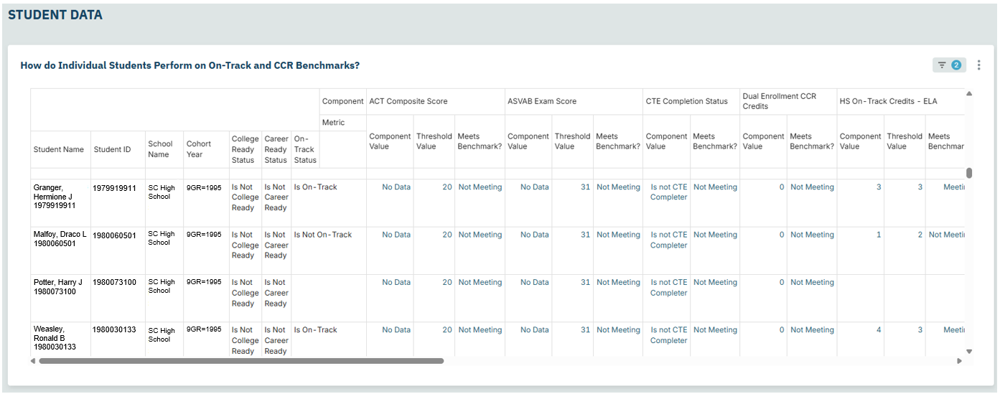 STUDENT DATA
How do Individual Students Perform on On-Track and CCR Benchmarks?
2
Component ACT Composite Score ASVAB Exam Score CTE Completion Status Dual Enrollment CCR Credits HS On-Track Credits - ELA
Metric
Student Name Student ID School Name Cohort Year College Ready Status Career Ready Status On-Track Status Component Value Threshold Value Meets Benchmark? Component Value Threshold Value Meets Benchmark? Component Value Meets Benchmark? Component Value Meets Benchmark? Component Value Threshold Value Meets Benchmar
Granger, Hermione J 1979919911 1979919911 SC High School 9GR=1995 Is Not College Ready Is Not Career Ready Is On-Track No Data 20 Not Meeting No Data 31 Not Meeting Is not CTE Completer Not Meeting 0 Not Meeting 3 3 Meetin
Malfoy, Draco L 1980060501 1980060501 SC High School 9GR=1995 Is Not College Ready Is Not Career Ready Is Not On-Track No Data 20 Not Meeting No Data 31 Not Meeting Is not CTE Completer Not Meeting 0 Not Meeting 1 2 Not Meetin
Potter, Harry J 1980073100 1980073100 SC High School 9GR=1995 Is Not College Ready Is Not Career Ready No Data 20 Not Meeting No Data 31 Not Meeting Is not CTE Completer Not Meeting 0 Not Meeting
Weasley, Ronald B 1980030133 1980030133 SC High School 9GR=1995 Is Not College Ready Is Not Career Ready Is On-Track No Data 20 Not Meeting No Data 31 Not Meeting Is not CTE Completer Not Meeting 0 Not Meeting 4 3 Meetin